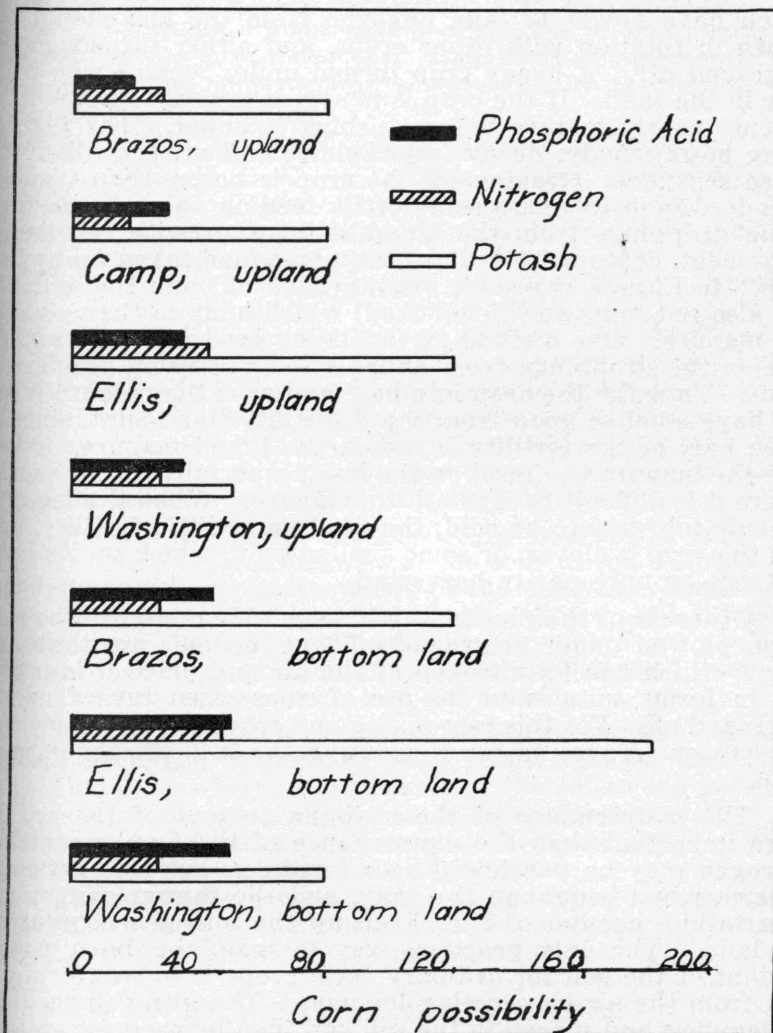 Brazos, upland
Phosphoric Acid
Nitrogen
Camp, upland
Potash
Ellis, upland
Washington, upland
Brazos, bottom land
Ellis, bottom land
Washington, bottom land
0 40 80 120 160 200
Corn possibility